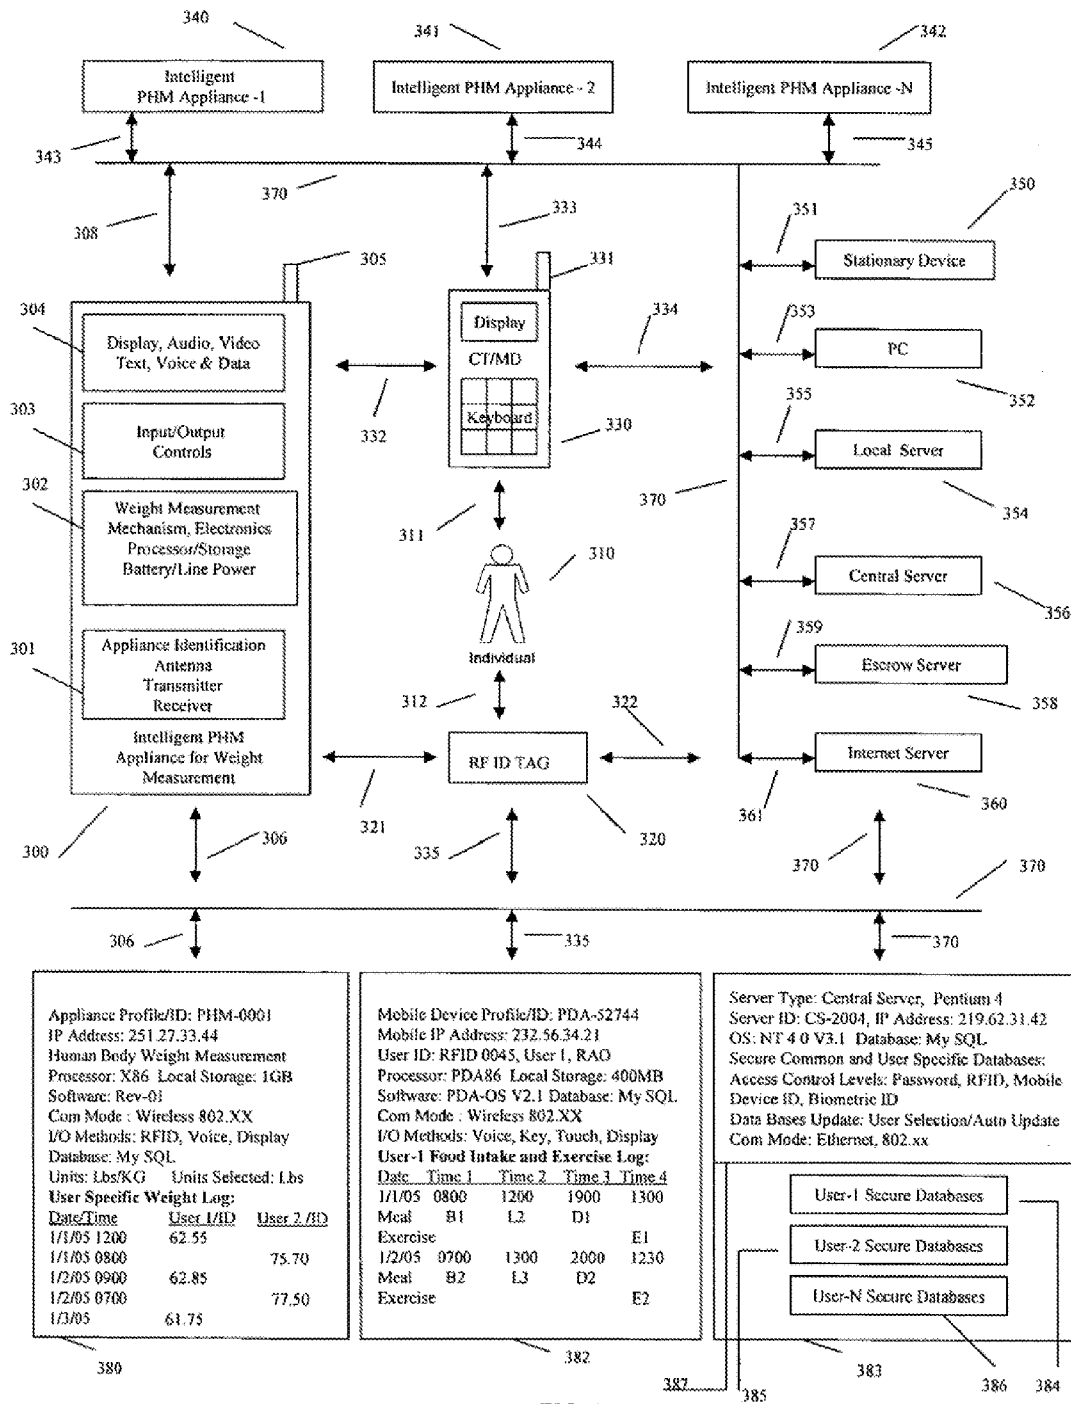 340
341
342
Intelligent
PHM Appliance -1
Intelligent PHM Appliance - 2
Intelligent PHM Appliance -N
343
344
345
370
308
333
350
351
Stationary Device
305
331
304
Display, Audio, Video
Text, Voice & Data
Display
CT/MD
Keyboard
334
353
PC
352
332
330
303
Input/Output
Controls
355
Local Server
354
302
Weight Measurement
Mechanism, Electronics
Processor/Storage
Battery/Line Power
370
311
310
357
Central Server
356
301
Appliance Identification
Antenna
Transmitter
Receiver
Individual
359
Escrow Server
358
312
322
Intelligent PHM
Appliance for Weight
Measurement
RF ID TAG
Internet Server
300
306
321
335
320
361
360
370
370
306
335
370
Appliance Profile/ID: PHM-0001
IP Address: 251.27.33.44
Human Body Weight Measurement
Processor: X86 Local Storage: 1GB
Software: Rev-01
Com Mode : Wireless 802.XX
I/O Methods: RFID, Voice, Display
Database: My SQL
Units: Lbs/KG Units Selected: Lbs
User Specific Weight Log:
Date/Time User 1/ID User 2 /ID
1/1/05 1200 62.55
1/1/05 0800 75.70
1/2/05 0900 62.85
1/2/05 0700 77.50
1/3/05 61.75
380
Mobile Device Profile/ID: PDA-52744
Mobile IP Address: 232.56.34.21
User ID: RFID 0045, User 1, RAO
Processor: PDA86 Local Storage: 400MB
Software: PDA-OS V2.1 Database: My SQL
Com Mode : Wireless 802.XX
I/O Methods: Voice, Key, Touch, Display
User-1 Food Intake and Exercise Log:
Date Time 1 Time 2 Time 3 Time 4
1/1/05 0800 1200 1900 1300
Meal B1 L2 D1
Exercise E1
1/2/05 0700 1300 2000 1230
Meal B2 L3 D2
Exercise E2
382
Server Type: Central Server, Pentium 4
Server ID: CS-2004, IP Address: 219.62.31.42
OS: NT 4 0 V3.1 Database: My SQL
Secure Common and User Specific Databases:
Access Control Levels: Password, RFID, Mobile
Device ID, Biometric ID
Data Bases Update: User Selection/Auto Update
Com Mode: Ethernet, 802.xx
User-1 Secure Databases
User-2 Secure Databases
User-N Secure Databases
387
385
383
386
384